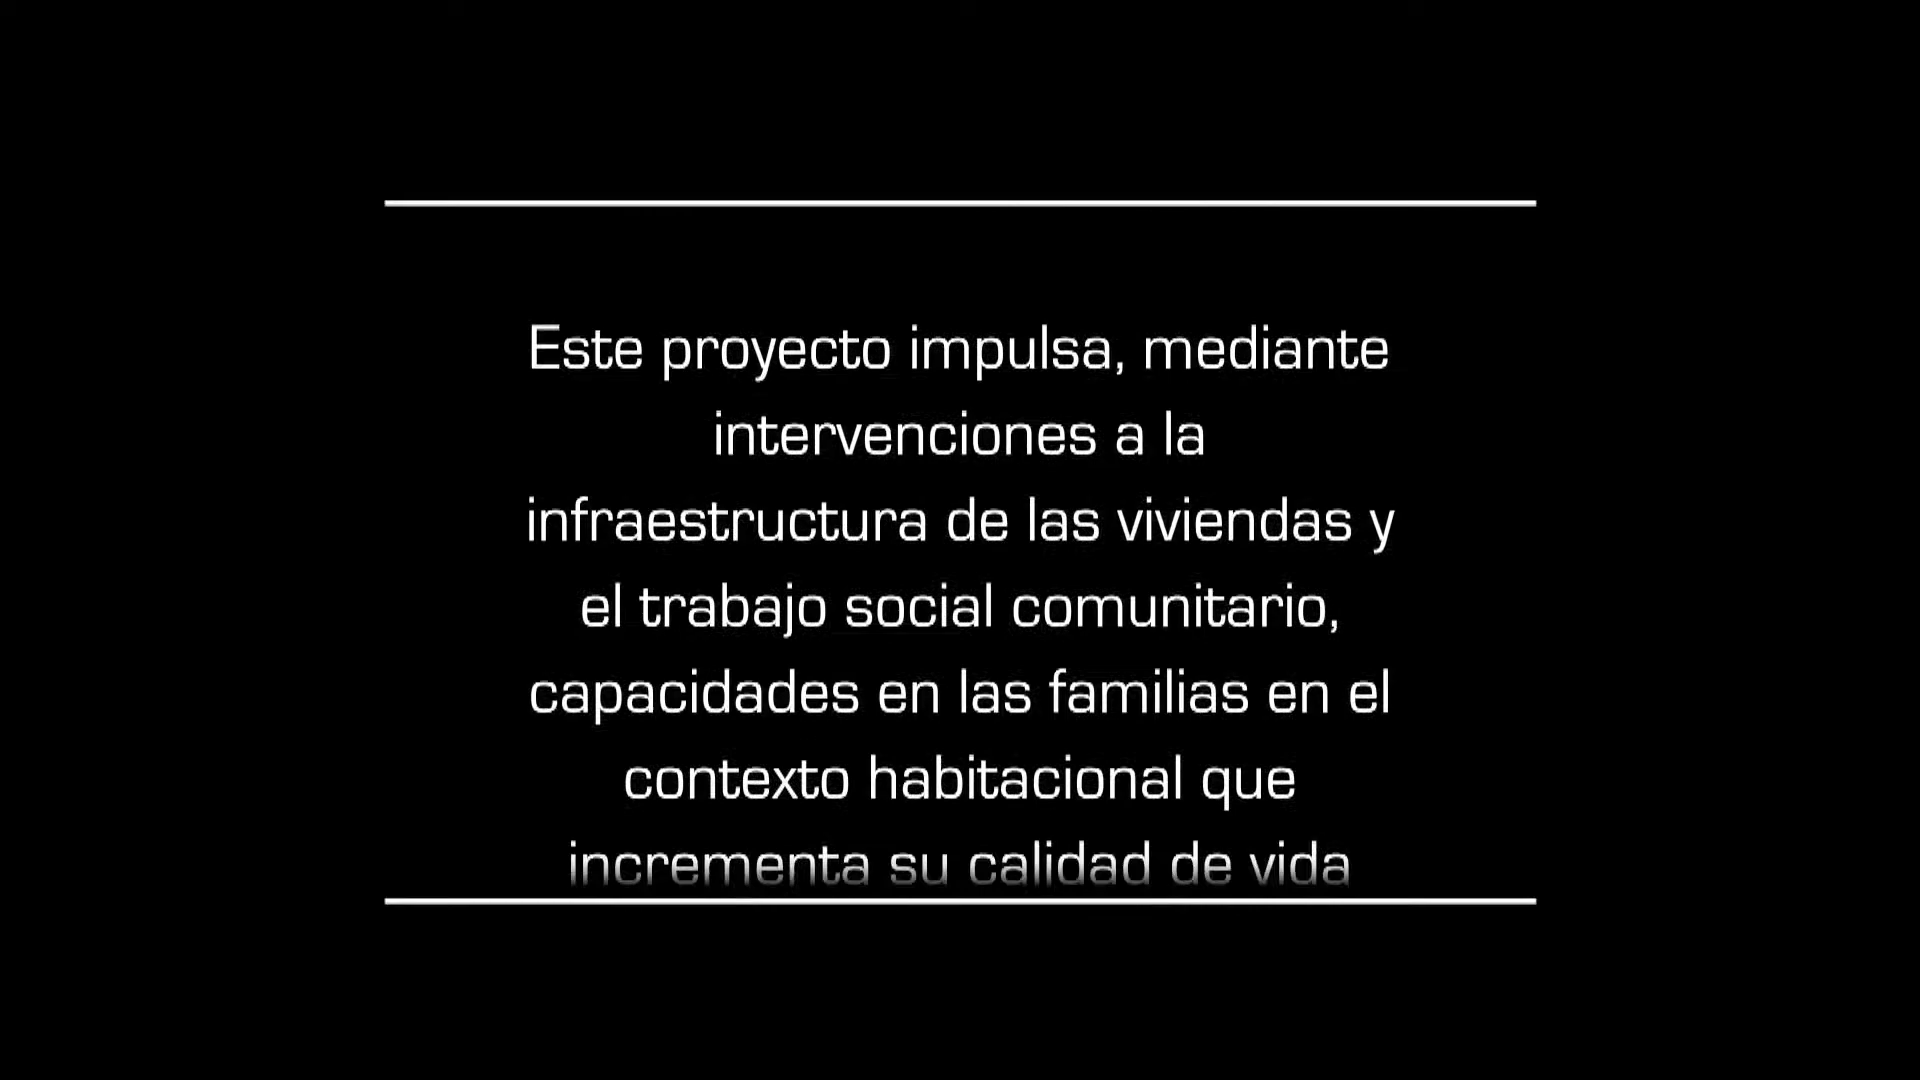 Este proyecto impulsa, mediante
intervenciones a la
infraestructura de las viviendas y
el trabajo social comunitario,
capacidades en las familias en el
contexto habitacional que
incrementa su calidad de vida